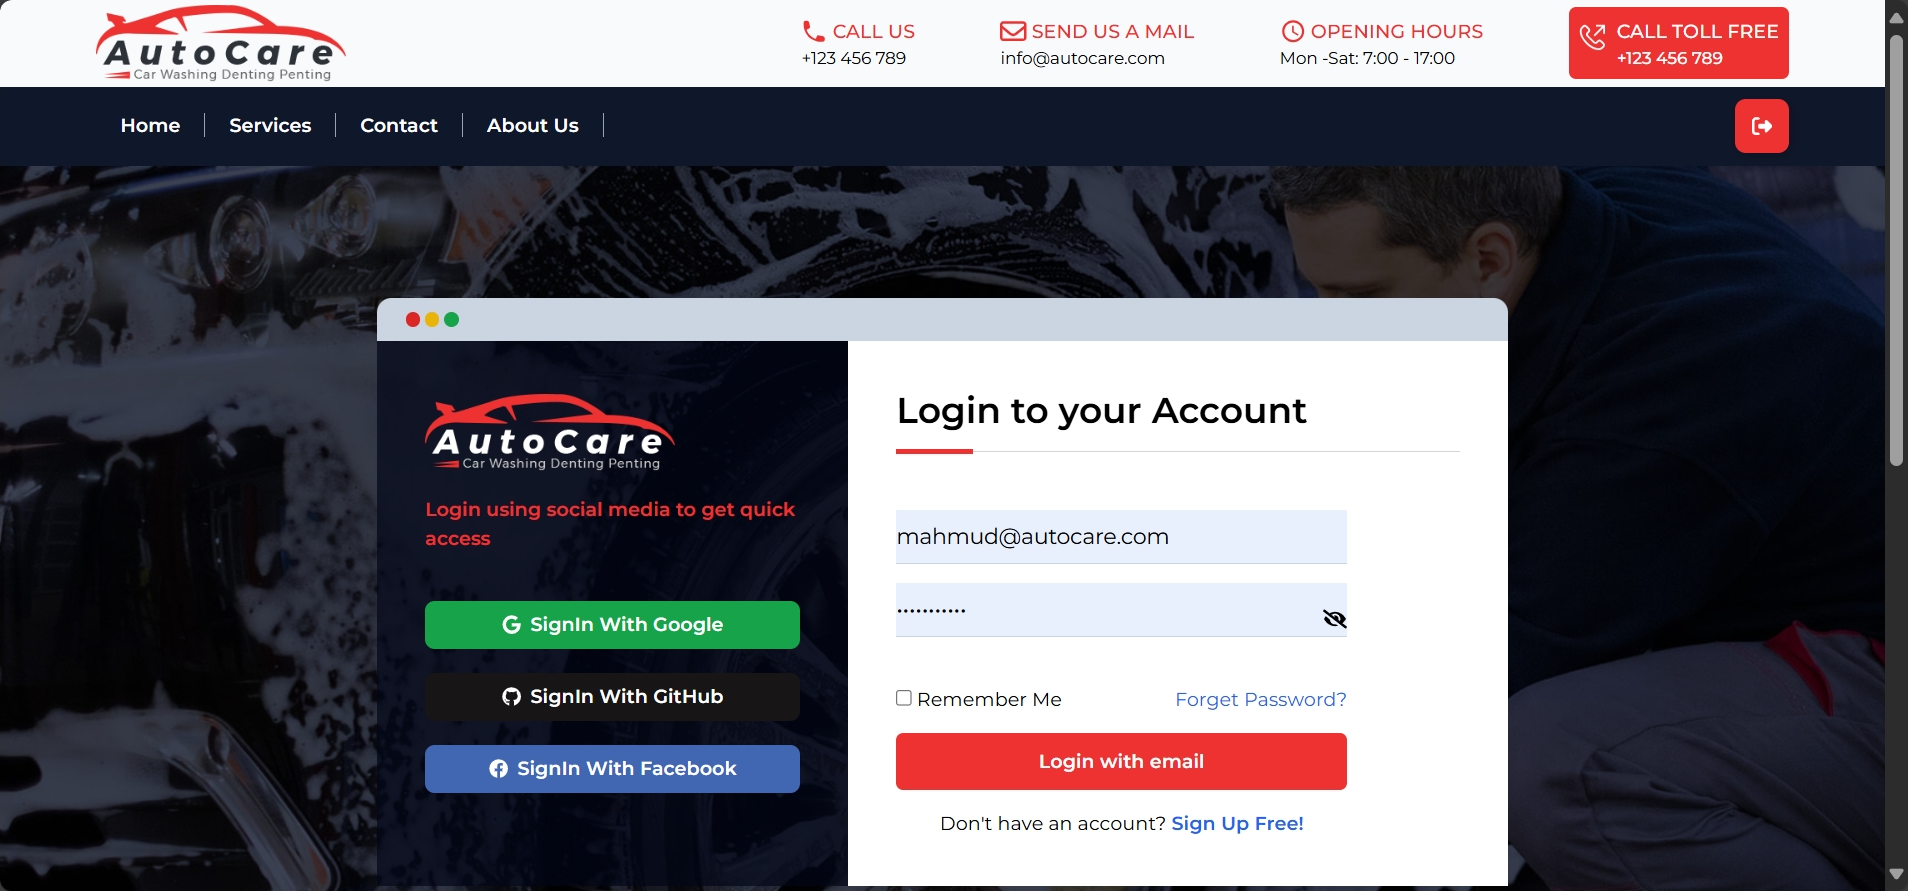 AutoCare
Car Washing Denting Penting
CALL US
+123 456 789
SEND US A MAIL
info@autocare.com
OPENING HOURS
Mon -Sat: 7:00 - 17:00
CALL TOLL FREE
+123 456 789
Home
Services
Contact
About Us
AutoCare
Car Washing Denting Penting
Login using social media to get quick
access
SignIn With Google
SignIn With GitHub
SignIn With Facebook
Login to your Account
mahmud@autocare.com
•••••••••••
Remember Me
Forget Password?
Login with email
Don't have an account? Sign Up Free!